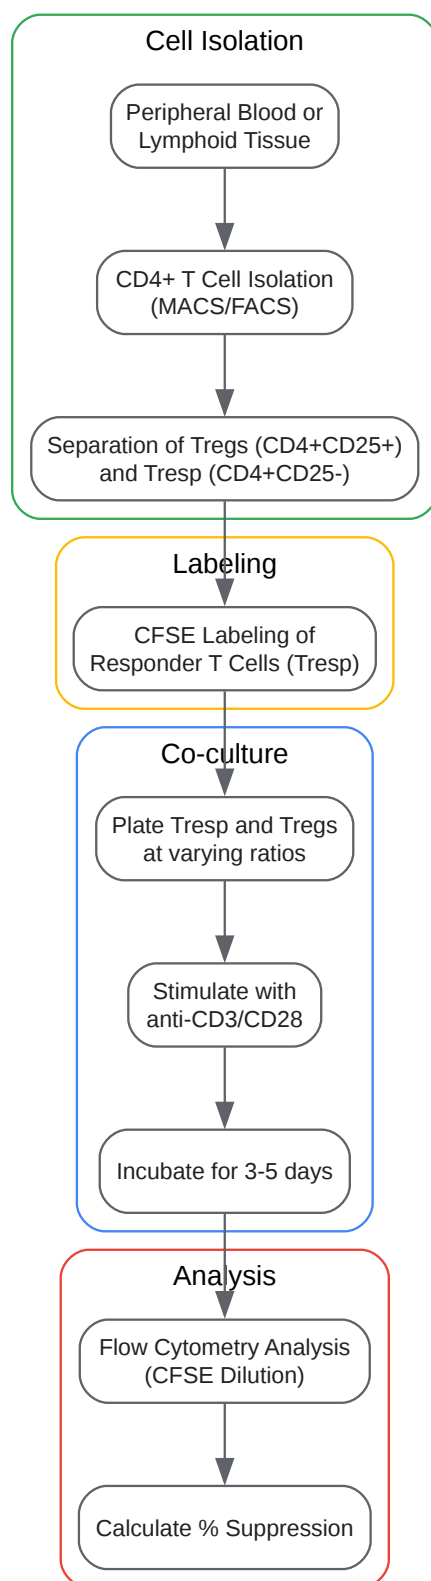 Cell Isolation
Peripheral Blood or
Lymphoid Tissue
CD4+ T Cell Isolation
(MACS/FACS)
Separation of Tregs (CD4+CD25+)
and Tresp (CD4+CD25-)
Labeling
CFSE Labeling of
Responder T Cells (Tresp)
Co-culture
Plate Tresp and Tregs
at varying ratios
Stimulate with
anti-CD3/CD28
Incubate for 3-5 days
Analysis
Flow Cytometry Analysis
(CFSE Dilution)
Calculate % Suppression